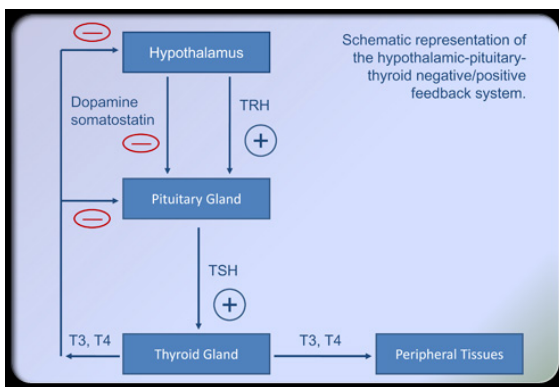 Hypothalamus
Schematic representation of
the hypothalamic-pituitary-
thyroid negative/positive
feedback system.
Dopamine
somatostatin
TRH
Pituitary Gland
TSH
T3, T4
Thyroid Gland
T3, T4
Peripheral Tissues